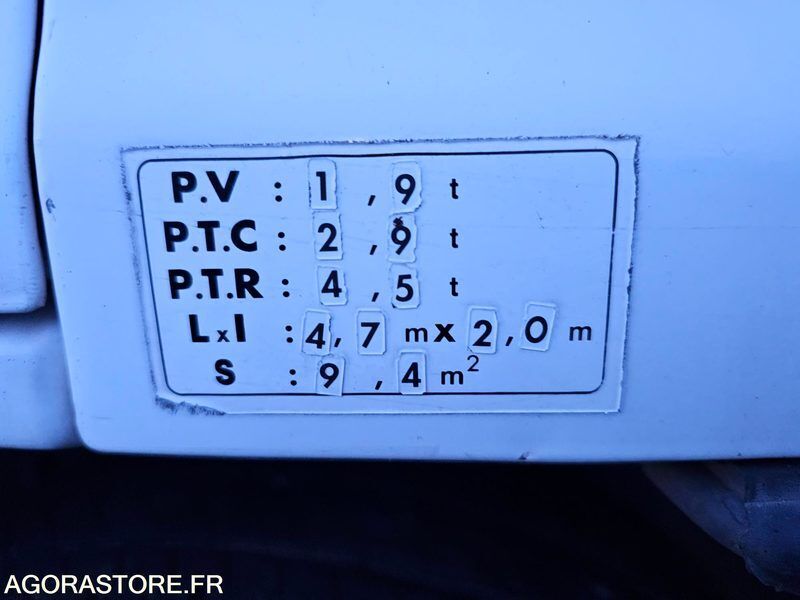 P.V : 1,9 t
P.T.C : 2,9 t
P.T.R : 4,5 t
LxI : 4,7 m x 2,0 m
S : 9,4 m²
AGORASTORE.FR